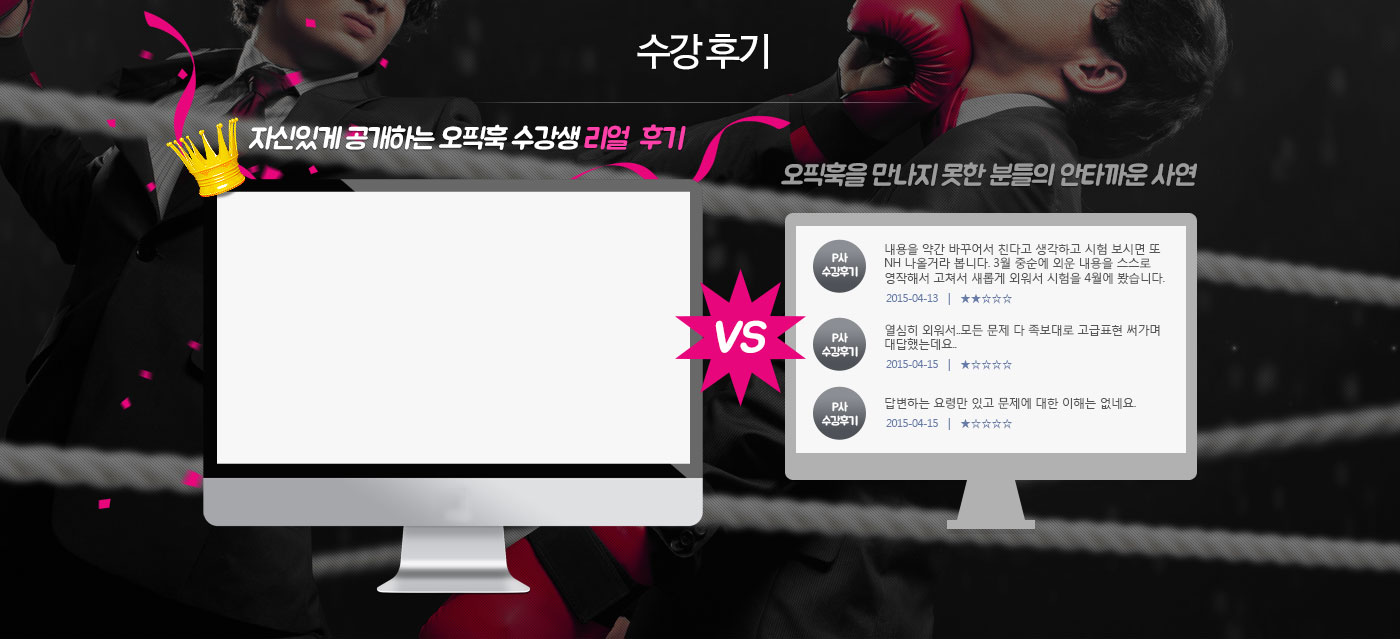 수강 후기
자신있게 공개하는 오픽훅 수강생 리얼 후기
오픽훅을 만나지 못한 분들의 안타까운 사연
VS
P사
수강후기
내용을 약간 바꾸어서 친다고 생각하고 시험 보시면 또
NH 나올거라 봅니다. 3월 중순에 외운 내용을 스스로
영작해서 고쳐서 새롭게 외워서 시험을 4월에 봤습니다.
2015-04-13 | ★★☆☆☆
P사
수강후기
열심히 외워서..모든 문제 다 족보대로 고급표현 써가며
대답했는데요..
2015-04-15 | ★☆☆☆☆
P사
수강후기
답변하는 요령만 있고 문제에 대한 이해는 없네요.
2015-04-15 | ★☆☆☆☆